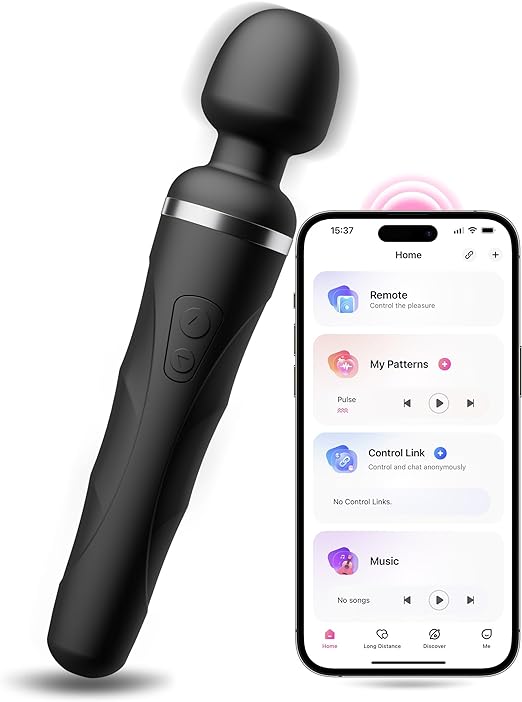 15:37
Home
Remote
Control the pleasure
My Patterns
Pulse
Control Link
Control and chat anonymously
No Control Links.
Music
No songs
Home
Long Distance
Discover
Me